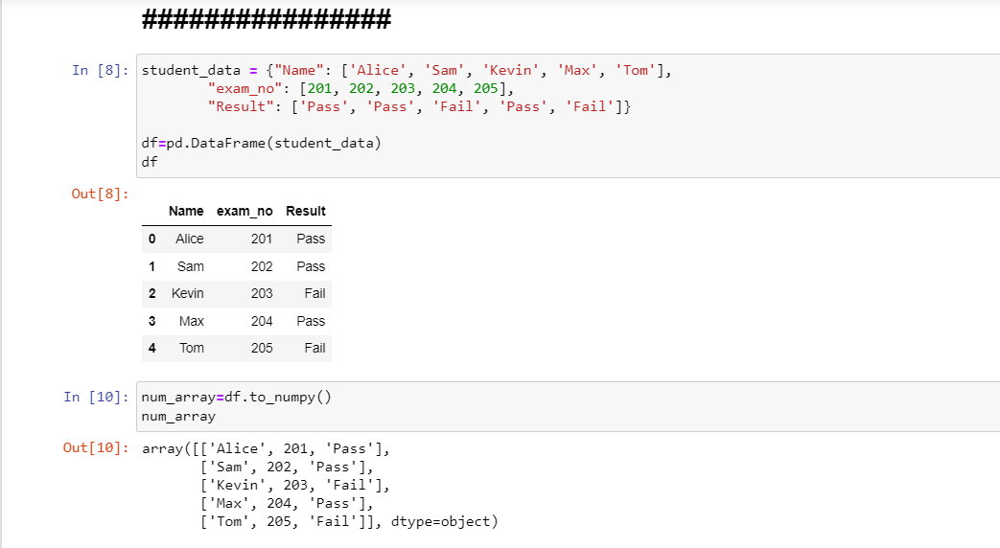 ################
In [8]: student_data = {"Name": ['Alice', 'Sam', 'Kevin', 'Max', 'Tom'],
"exam_no": [201, 202, 203, 204, 205],
"Result": ['Pass', 'Pass', 'Fail', 'Pass', 'Fail']}
df=pd.DataFrame(student_data)
df
Out[8]:
Name exam_no Result
0 Alice 201 Pass
1 Sam 202 Pass
2 Kevin 203 Fail
3 Max 204 Pass
4 Tom 205 Fail
In [10]: num_array=df.to_numpy()
num_array
Out[10]: array([['Alice', 201, 'Pass'],
['Sam', 202, 'Pass'],
['Kevin', 203, 'Fail'],
['Max', 204, 'Pass'],
['Tom', 205, 'Fail']], dtype=object)